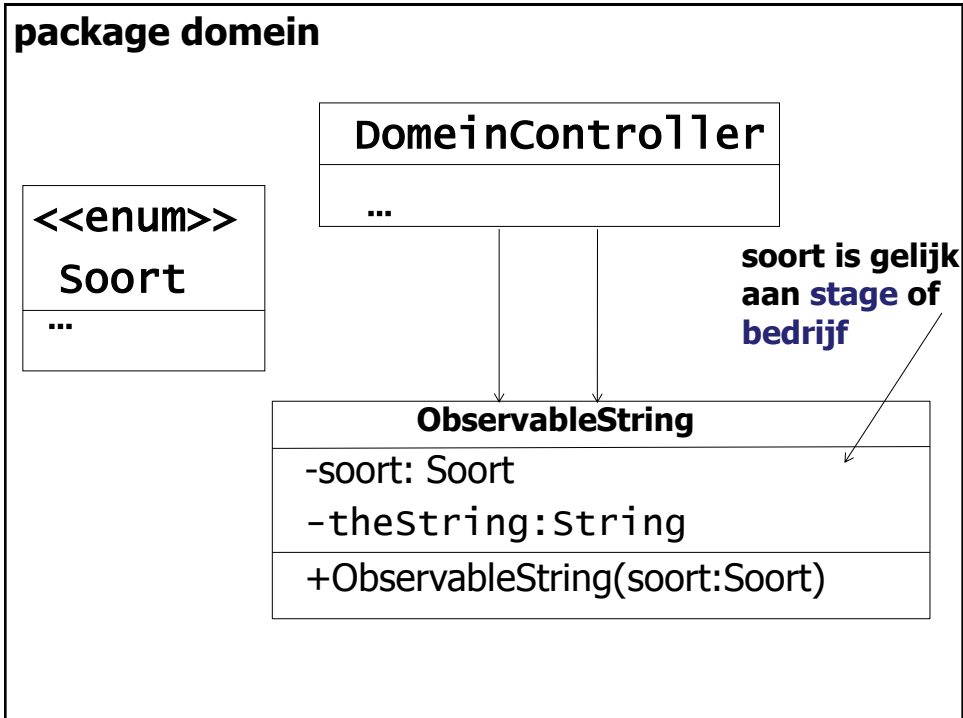 package domein
DomeinController
…
<<enum>>
Soort
…
soort is gelijk
aan stage of
bedrijf
ObservableString
-soort: Soort
-theString:String
+ObservableString(soort:Soort)